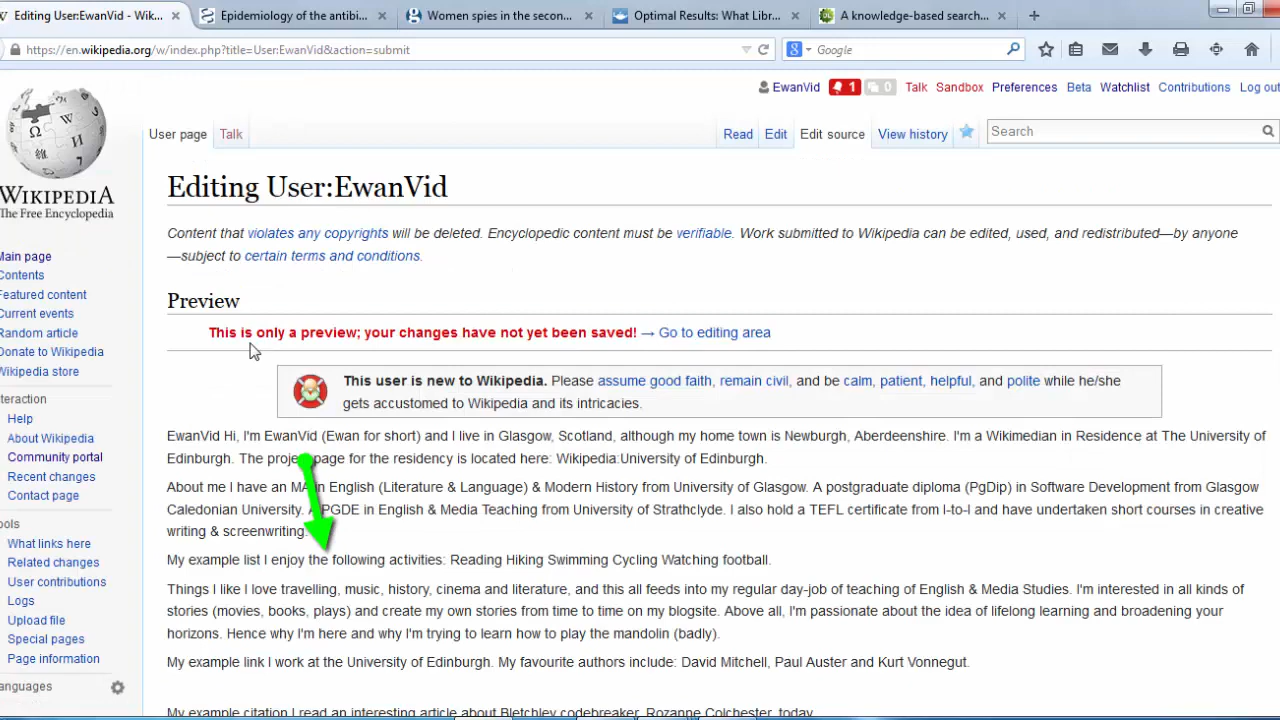 Editing User:EwanVid - Wik...
Epidemiology of the antibi...
Women spies in the secon...
Optimal Results: What Libr...
A knowledge-based search...
https://en.wikipedia.org/w/index.php?title=User:EwanVid&action=submit
Google
EwanVid 1 0 Talk Sandbox Preferences Beta Watchlist Contributions Log out
User page Talk Read Edit Edit source View history Search
WIKIPEDIA
The Free Encyclopedia
Main page
Contents
Featured content
Current events
Random article
Donate to Wikipedia
Wikipedia store
nteraction
Help
About Wikipedia
Community portal
Recent changes
Contact page
ools
What links here
Related changes
User contributions
Logs
Upload file
Special pages
Page information
anguages
Editing User:EwanVid
Content that violates any copyrights will be deleted. Encyclopedic content must be verifiable. Work submitted to Wikipedia can be edited, used, and redistributed—by anyone
—subject to certain terms and conditions.
Preview
This is only a preview; your changes have not yet been saved! → Go to editing area
This user is new to Wikipedia. Please assume good faith, remain civil, and be calm, patient, helpful, and polite while he/she
gets accustomed to Wikipedia and its intricacies.
EwanVid Hi, I'm EwanVid (Ewan for short) and I live in Glasgow, Scotland, although my home town is Newburgh, Aberdeenshire. I'm a Wikimedian in Residence at The University of
Edinburgh. The project page for the residency is located here: Wikipedia:University of Edinburgh.
About me I have an MA in English (Literature & Language) & Modern History from University of Glasgow. A postgraduate diploma (PgDip) in Software Development from Glasgow
Caledonian University. A PGDE in English & Media Teaching from University of Strathclyde. I also hold a TEFL certificate from I-to-I and have undertaken short courses in creative
writing & screenwriting.
My example list I enjoy the following activities: Reading Hiking Swimming Cycling Watching football.
Things I like I love travelling, music, history, cinema and literature, and this all feeds into my regular day-job of teaching of English & Media Studies. I'm interested in all kinds of
stories (movies, books, plays) and create my own stories from time to time on my blogsite. Above all, I'm passionate about the idea of lifelong learning and broadening your
horizons. Hence why I'm here and why I'm trying to learn how to play the mandolin (badly).
My example link I work at the University of Edinburgh. My favourite authors include: David Mitchell, Paul Auster and Kurt Vonnegut.
My example citation I read an interesting article about Bletchley codebreaker, Rozanne Colchester, today.